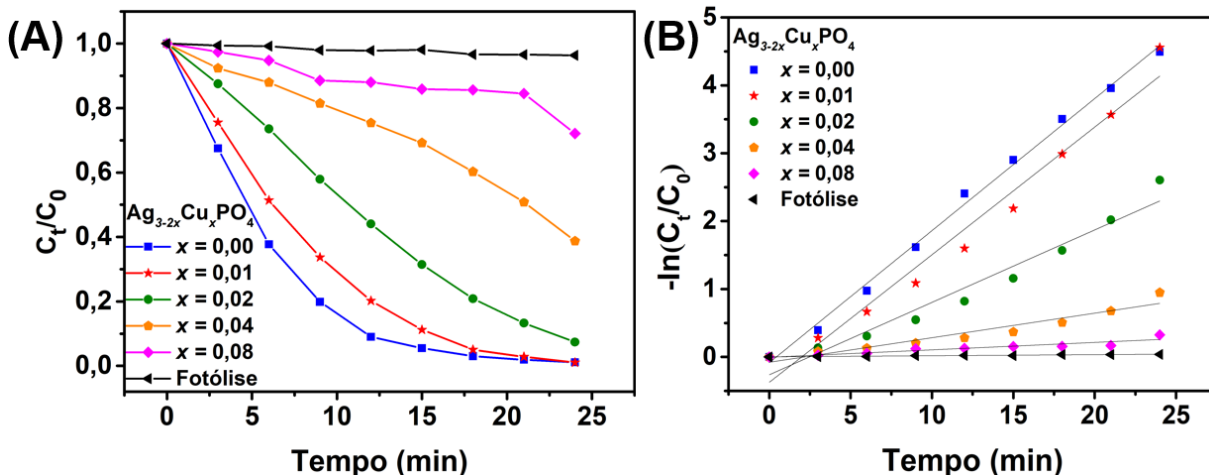 (A)
1,0
0,8
0,6
0,4
0,2
0,0
Cₜ/C₀
Ag₃₋₂ₓCuₓPO₄
x = 0,00
x = 0,01
x = 0,02
x = 0,04
x = 0,08
Fotólise
0 5 10 15 20 25
Tempo (min)
(B)
-5
4
3
2
1
0
-ln(Cₜ/C₀)
Ag₃₋₂ₓCuₓPO₄
x = 0,00
x = 0,01
x = 0,02
x = 0,04
x = 0,08
Fotólise
0 5 10 15 20 25
Tempo (min)